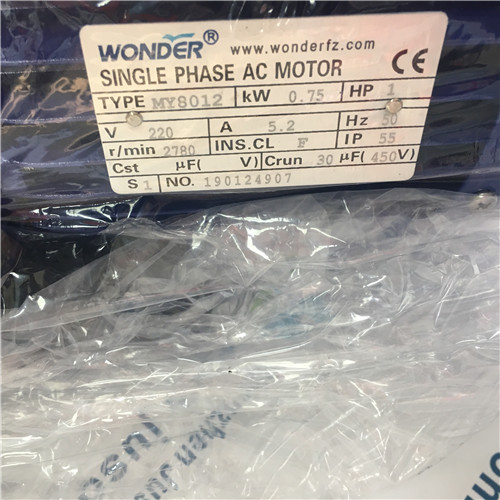 WONDER® www.wonderfz.com
SINGLE PHASE AC MOTOR CE
TYPE MY8012 kW 0.75 HP 1
V 220 A 5.2 Hz 50
r/min 2780 INS.CL F IP 55
Cst μF( V) Crun 30 μF( 450V)
S 1 NO. 190124907